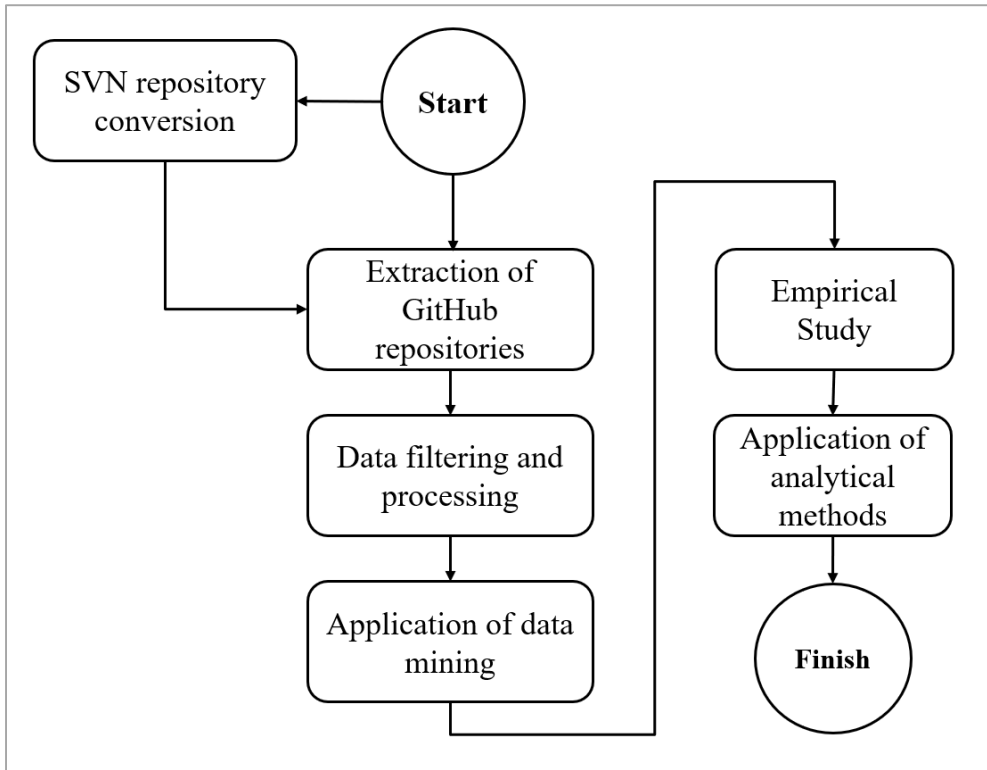 SVN repository
conversion
Start
Extraction of
GitHub
repositories
Data filtering and
processing
Application of data
mining
Empirical
Study
Application of
analytical
methods
Finish